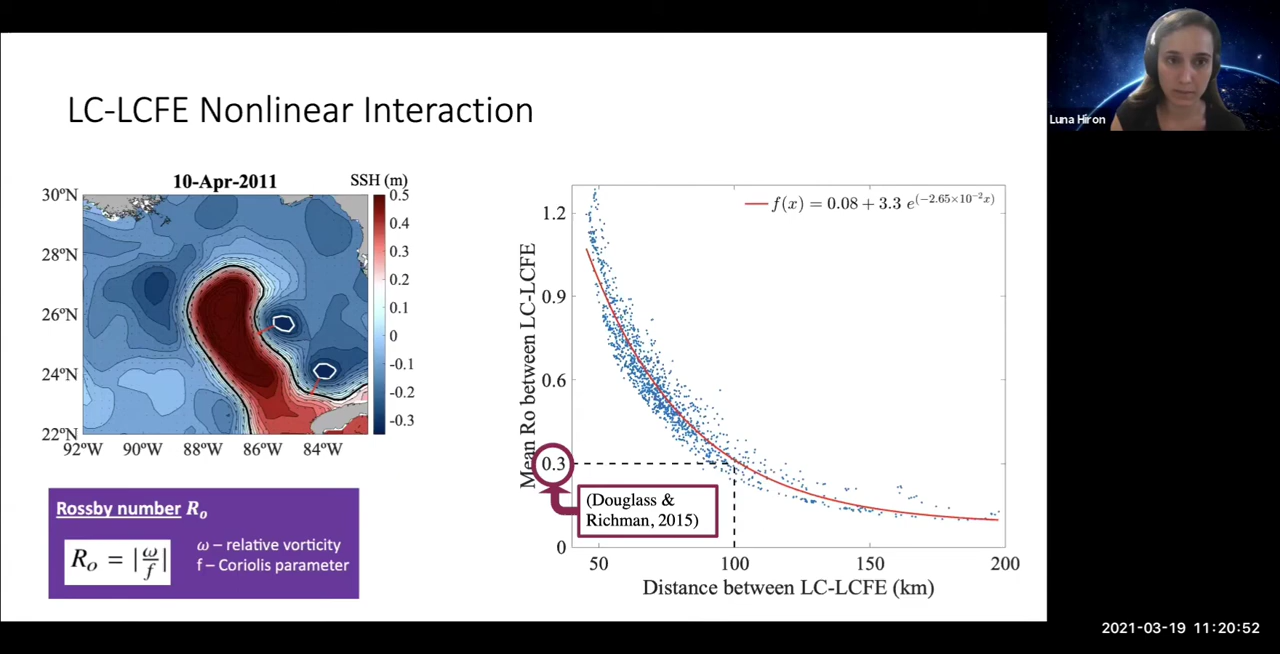 LC-LCFE Nonlinear Interaction
10-Apr-2011
SSH (m)
30ºN
28ºN
26ºN
24ºN
22ºN
92ºW 90ºW 88ºW 86ºW 84ºW
0.5
0.4
0.3
0.2
0.1
0
-0.1
-0.2
-0.3
Rossby number Rₒ
Rₒ = |ω/f|
ω – relative vorticity
f – Coriolis parameter
Mean Ro between LC-LCFE
1.2
0.9
0.6
0.3
0
f(x) = 0.08 + 3.3 e^(−2.65×10^−2x)
(Douglass &
Richman, 2015)
50 100 150 200
Distance between LC-LCFE (km)
Luna Hiron
2021-03-19 11:20:52